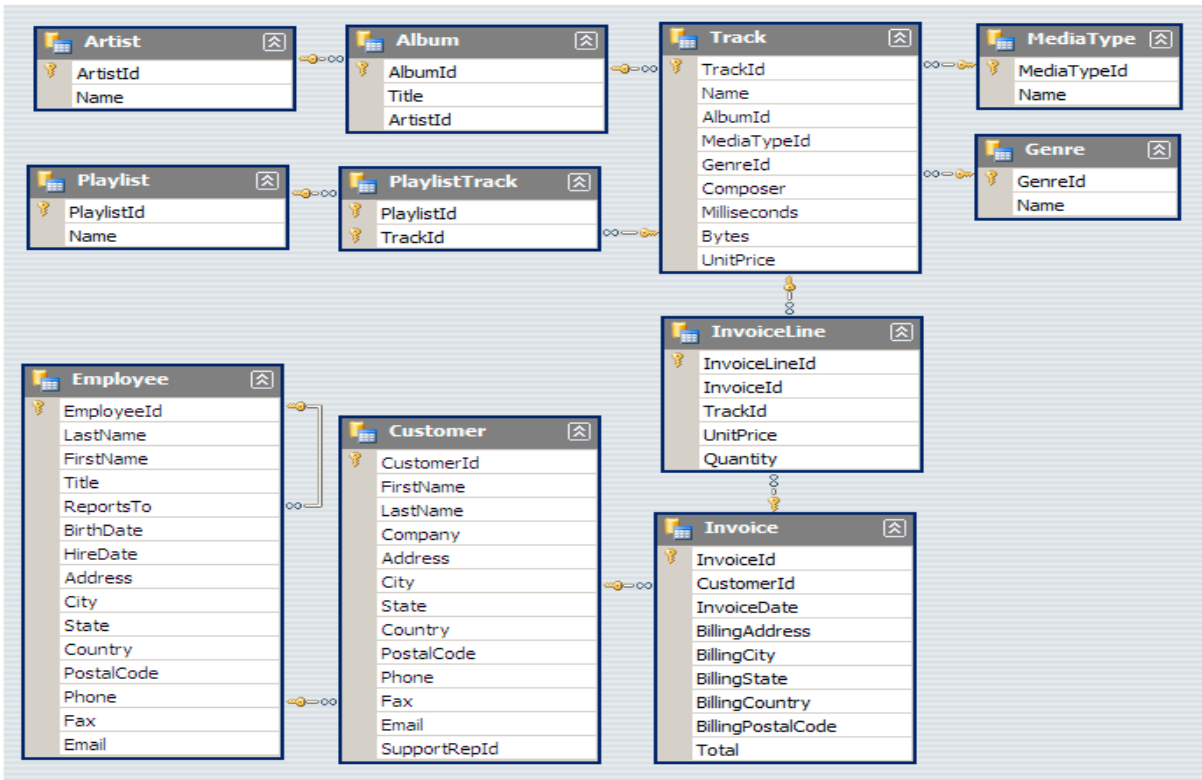 Artist
ArtistId
Name
Album
AlbumId
Title
ArtistId
Track
TrackId
Name
AlbumId
MediaTypeId
GenreId
Composer
Milliseconds
Bytes
UnitPrice
MediaType
MediaTypeId
Name
Genre
GenreId
Name
Playlist
PlaylistId
Name
PlaylistTrack
PlaylistId
TrackId
InvoiceLine
InvoiceLineId
InvoiceId
TrackId
UnitPrice
Quantity
Employee
EmployeeId
LastName
FirstName
Title
ReportsTo
BirthDate
HireDate
Address
City
State
Country
PostalCode
Phone
Fax
Email
Customer
CustomerId
FirstName
LastName
Company
Address
City
State
Country
PostalCode
Phone
Fax
Email
SupportRepId
Invoice
InvoiceId
CustomerId
InvoiceDate
BillingAddress
BillingCity
BillingState
BillingCountry
BillingPostalCode
Total